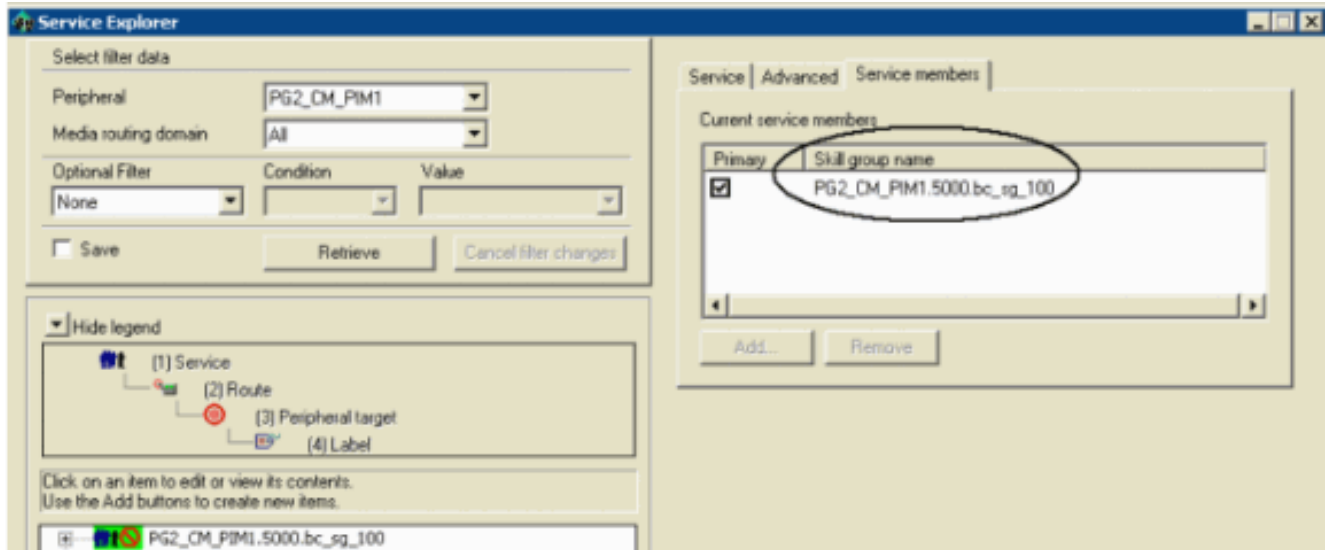 Service Explorer
Select filter data
Peripheral PG2_CM_PIM1
Media routing domain All
Optional Filter Condition Value
None
Save Retrieve Cancel filter changes
Hide legend
(1) Service
(2) Route
(3) Peripheral target
(4) Label
Click on an item to edit or view its contents.
Use the Add buttons to create new items.
PG2_CM_PIM1.5000.bc_sg_100
Service Advanced Service members
Current service members
Primary Skill group name
PG2_CM_PIM1.5000.bc_sg_100
Add... Remove